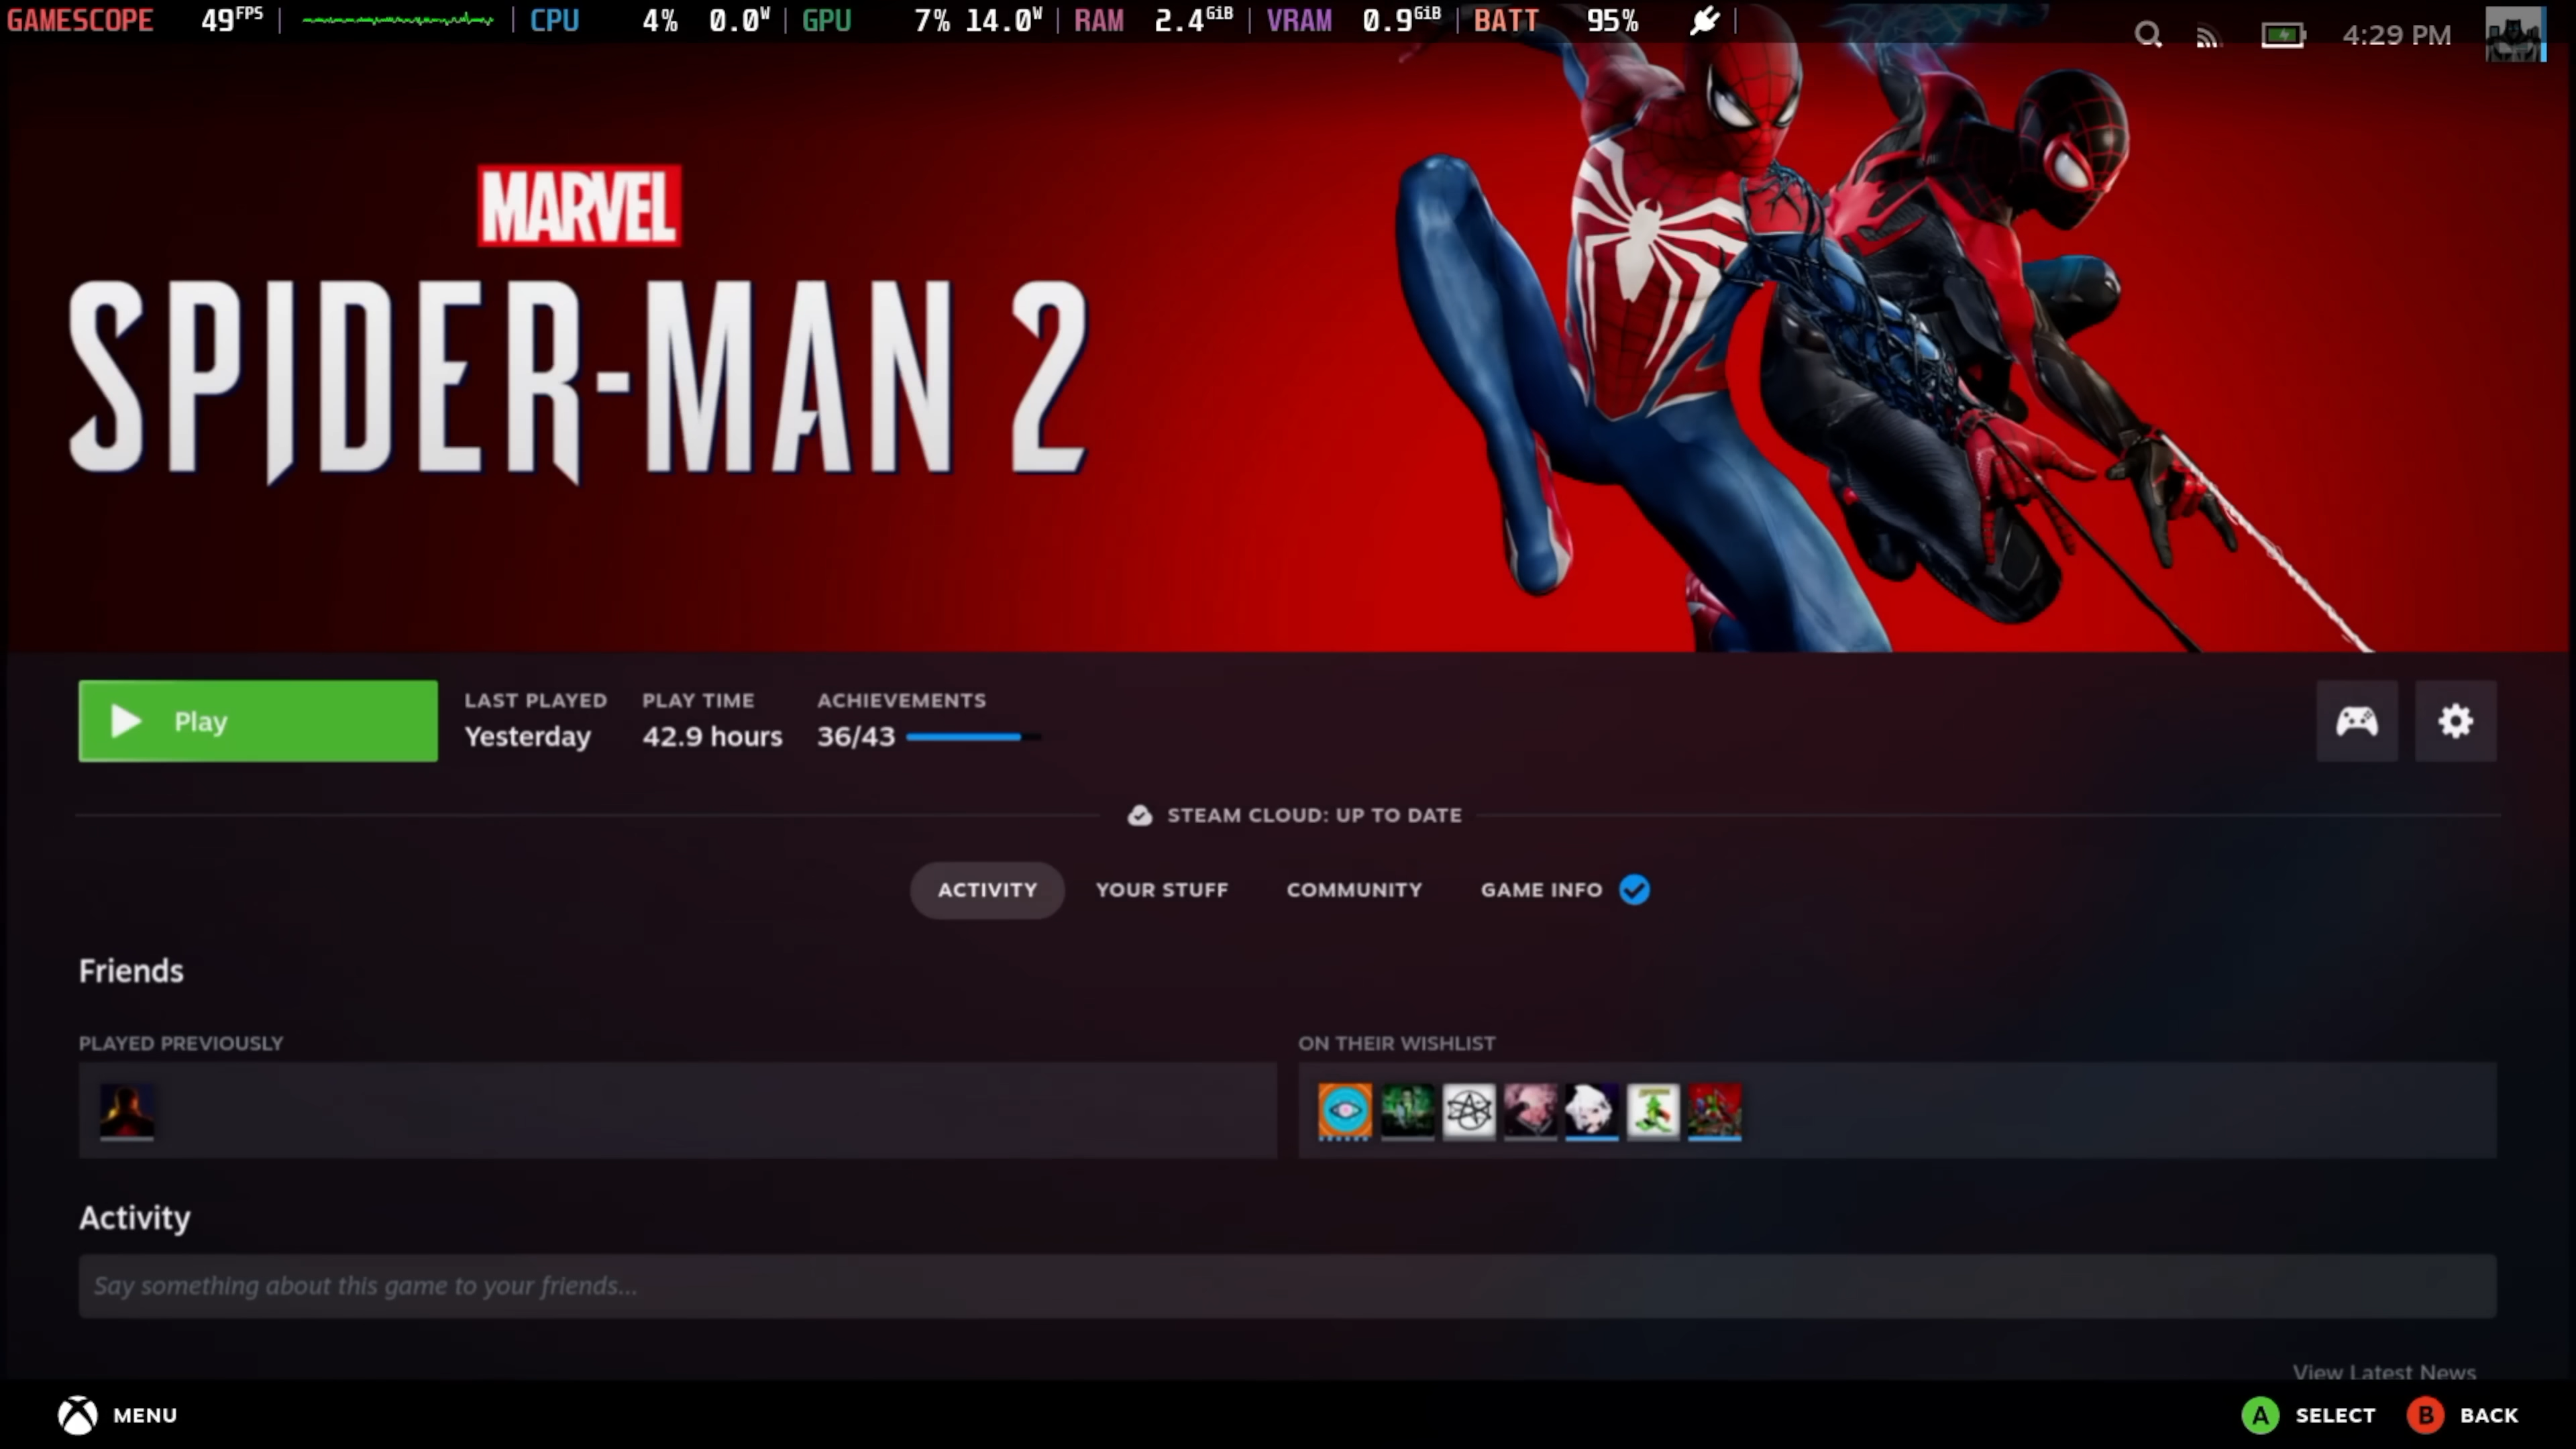 GAMESCOPE 49FPS | CPU 4% 0.0W | GPU 7% 14.0W | RAM 2.4GiB | VRAM 0.9GiB | BATT 95% |
4:29 PM
MARVEL
SPIDER-MAN 2
Play
LAST PLAYED PLAY TIME ACHIEVEMENTS
Yesterday 42.9 hours 36/43
STEAM CLOUD: UP TO DATE
ACTIVITY YOUR STUFF COMMUNITY GAME INFO
Friends
PLAYED PREVIOUSLY ON THEIR WISHLIST
Activity
Say something about this game to your friends...
View Latest News
MENU A SELECT B BACK